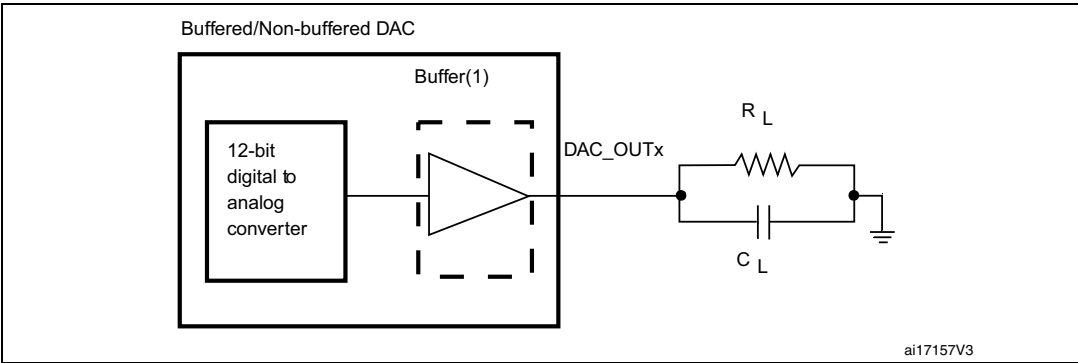 Buffered/Non-buffered DAC
Buffer(1)
12-bit
digital to
analog
converter
DAC_OUTx
R L
C L
ai17157V3